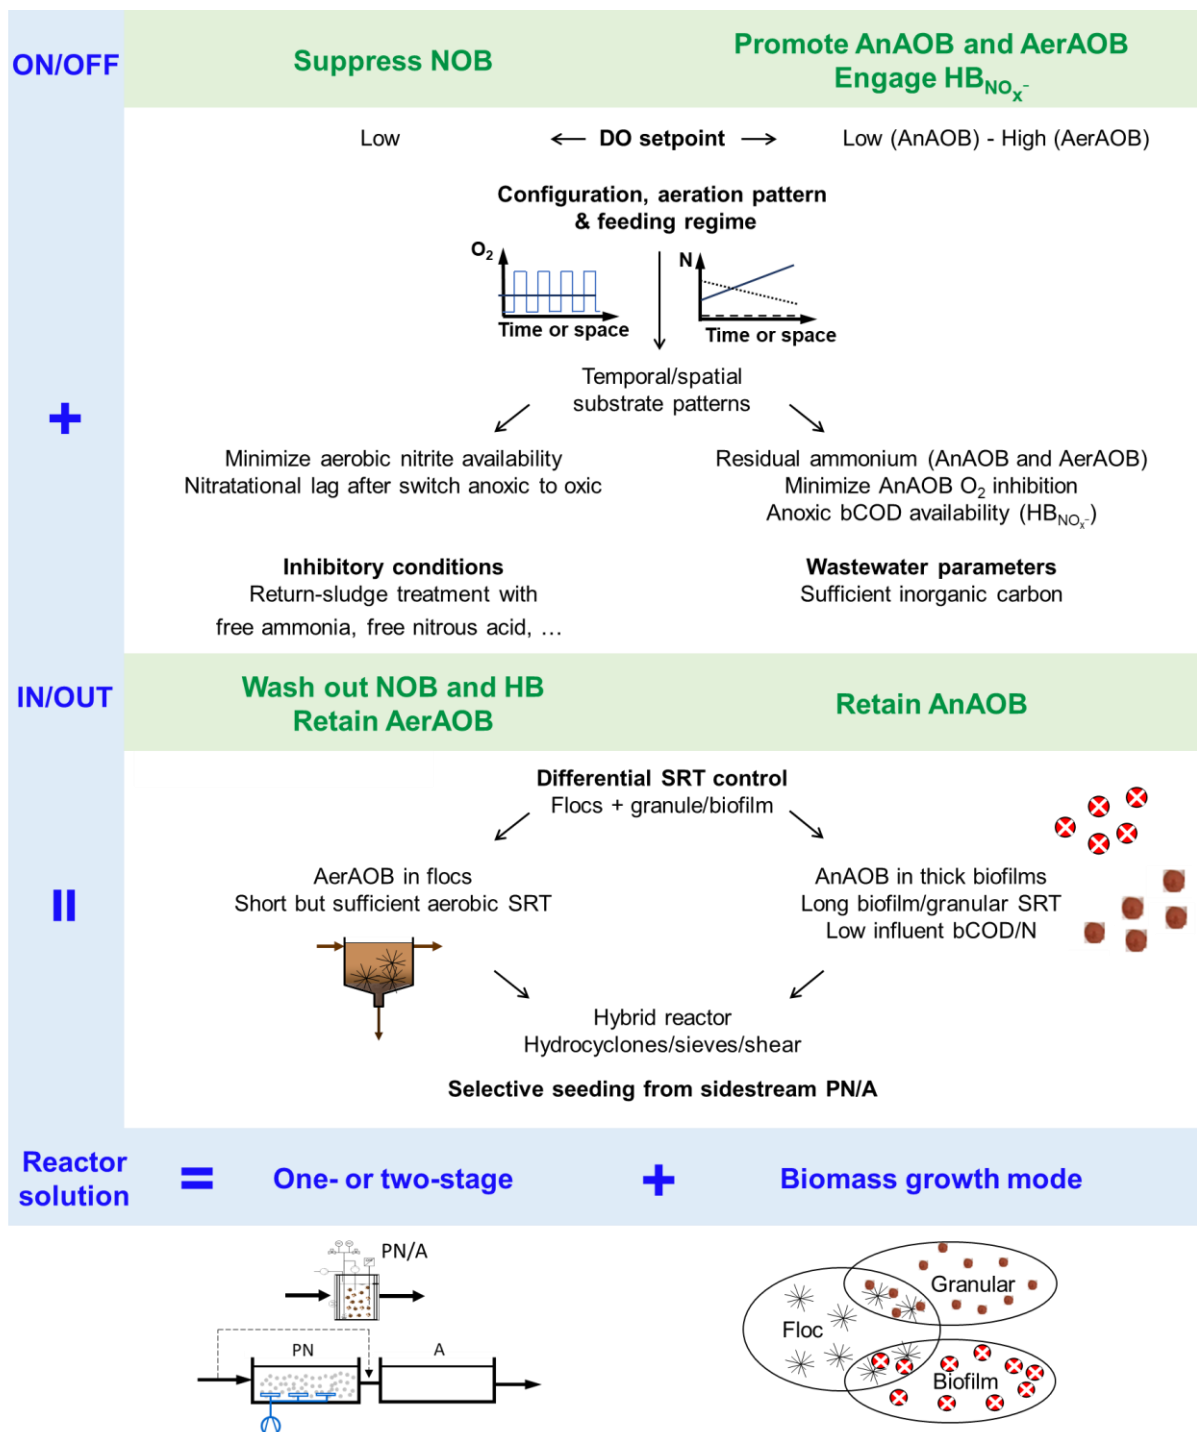 ON/OFF
Suppress NOB
Promote AnAOB and AerAOB
Engage HBNOx-
Low
← DO setpoint →
Low (AnAOB) - High (AerAOB)
Configuration, aeration pattern
& feeding regime
O2
Time or space
N
Time or space
Temporal/spatial
substrate patterns
+
Minimize aerobic nitrite availability
Nitratational lag after switch anoxic to oxic
Residual ammonium (AnAOB and AerAOB)
Minimize AnAOB O2 inhibition
Anoxic bCOD availability (HBNOx-)
Inhibitory conditions
Return-sludge treatment with
free ammonia, free nitrous acid, …
Wastewater parameters
Sufficient inorganic carbon
IN/OUT
Wash out NOB and HB
Retain AerAOB
Retain AnAOB
Differential SRT control
Flocs + granule/biofilm
=
AerAOB in flocs
Short but sufficient aerobic SRT
AnAOB in thick biofilms
Long biofilm/granular SRT
Low influent bCOD/N
Hybrid reactor
Hydrocyclones/sieves/shear
Selective seeding from sidestream PN/A
Reactor
solution
=
One- or two-stage
+
Biomass growth mode
PN/A
PN
A
Granular
Floc
Biofilm